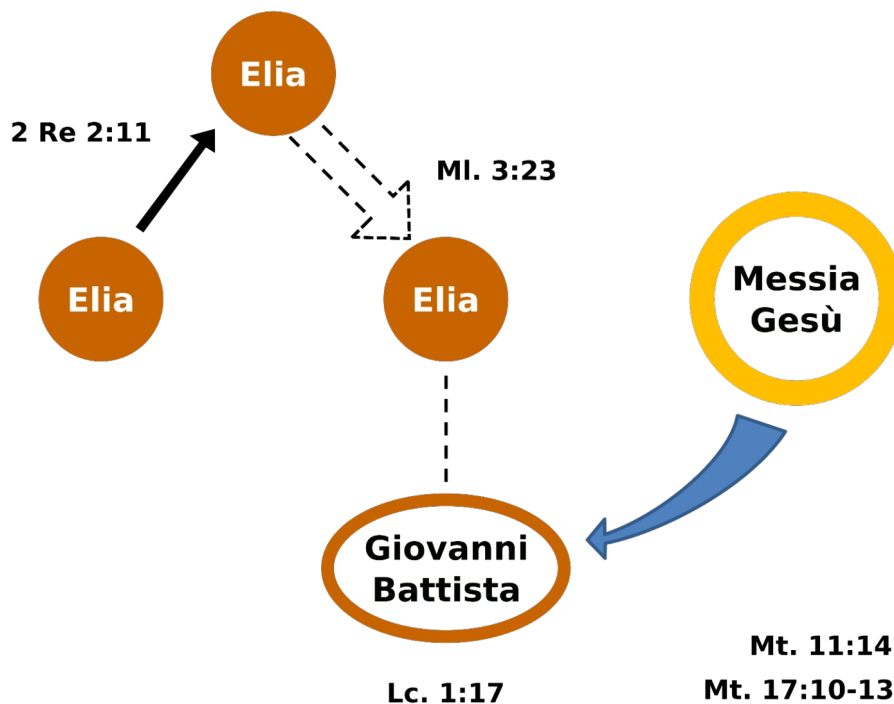 Elia
2 Re 2:11
Ml. 3:23
Elia
Elia
Messia
Gesù
Giovanni
Battista
Mt. 11:14
Lc. 1:17
Mt. 17:10-13